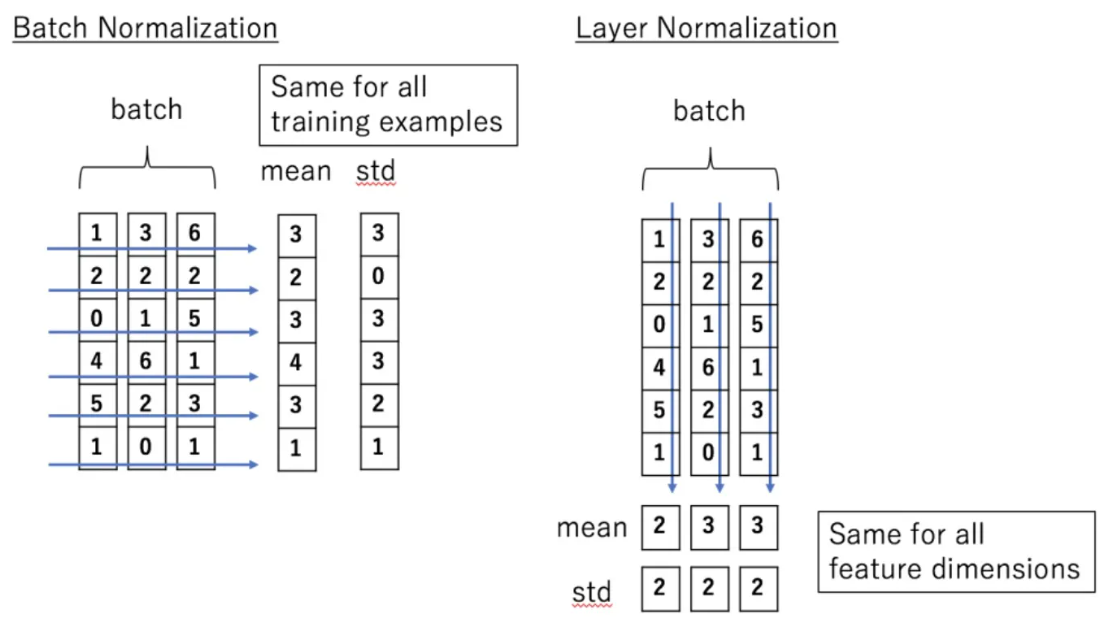 Batch Normalization
Same for all
training examples
batch
mean std
1 3 6 3 3
2 2 2 2 0
0 1 5 3 3
4 6 1 4 3
5 2 3 3 2
1 0 1 1 1
Layer Normalization
batch
1 3 6
2 2 2
0 1 5
4 6 1
5 2 3
1 0 1
mean 2 3 3
std 2 2 2
Same for all
feature dimensions